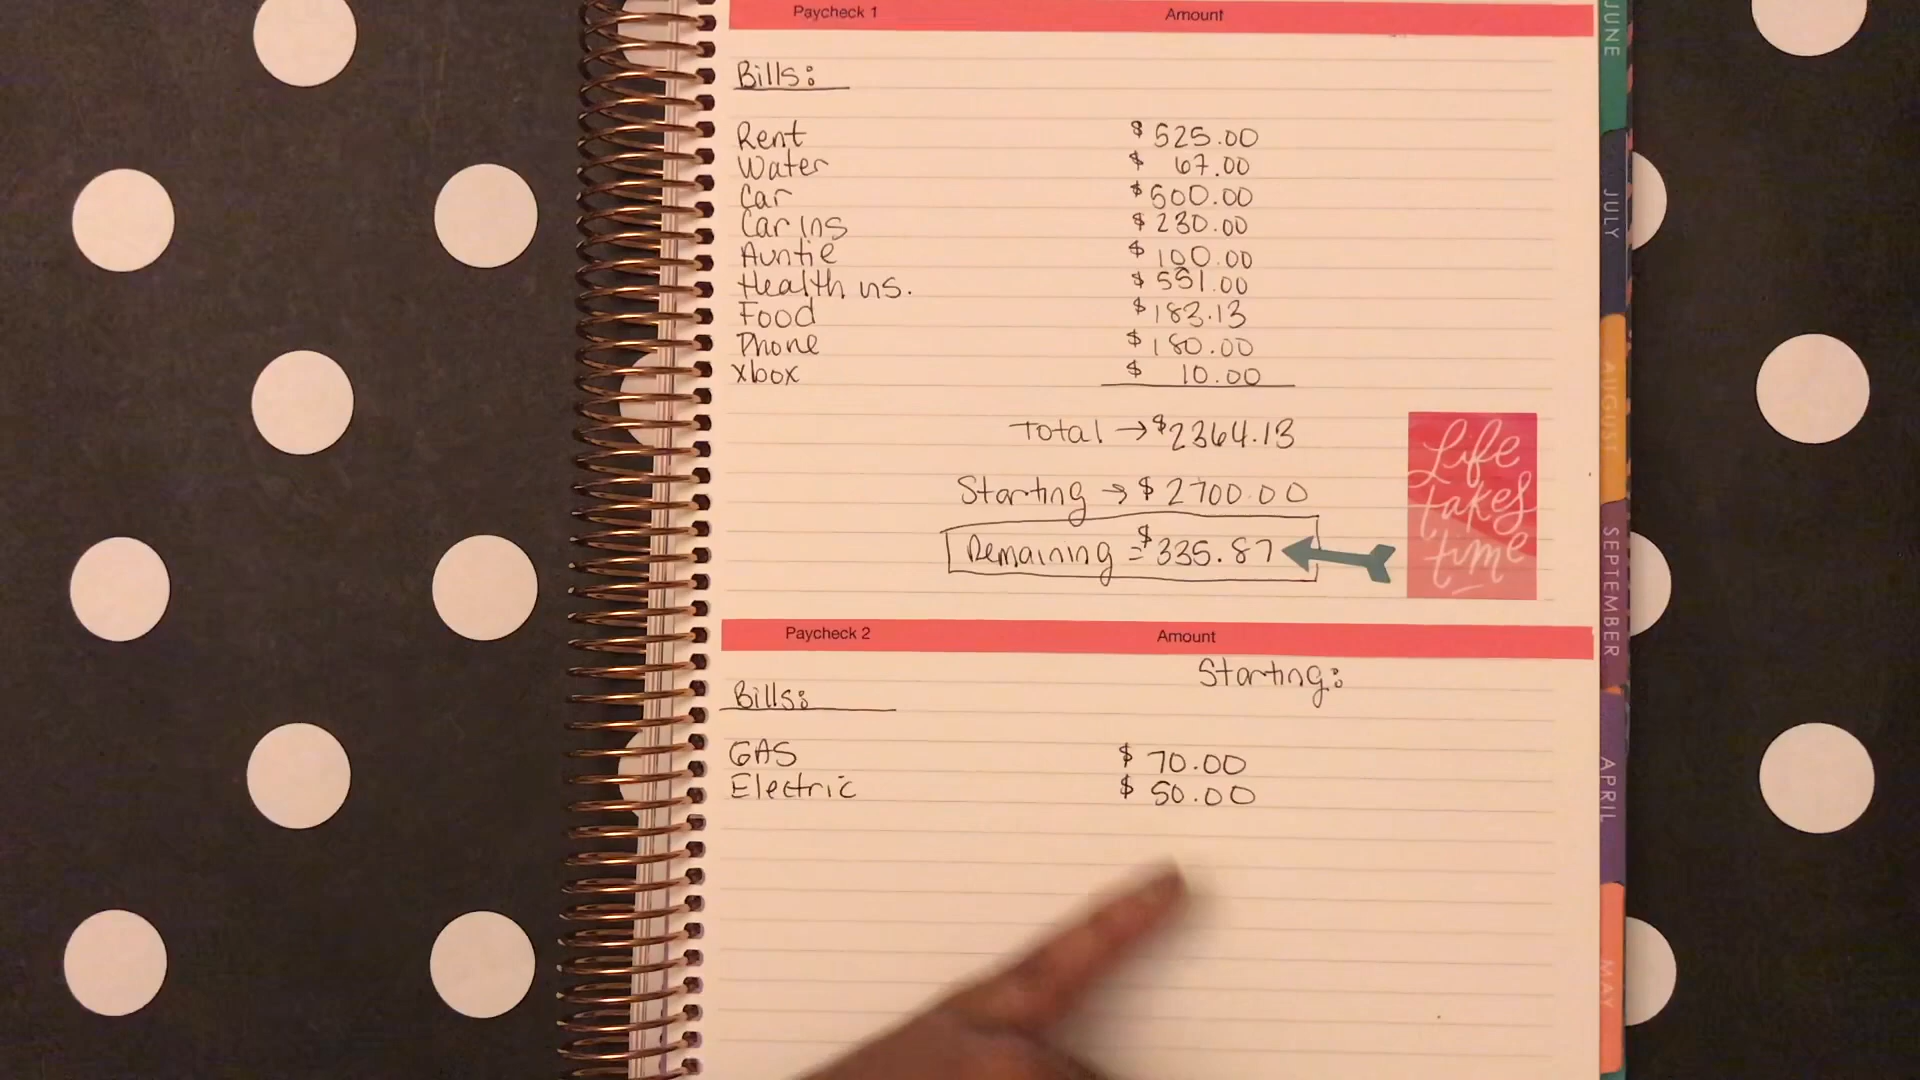 Paycheck 1 Amount
Bills:
Rent $525.00
Water $ 67.00
Car $500.00
Car ins $230.00
Auntie $100.00
Health ins. $551.00
Food $183.13
Phone $180.00
Xbox $ 10.00
Total → $2364.13
Starting → $2700.00
Remaining = $335.87
Life
takes
time
Paycheck 2 Amount
Starting:
Bills:
GAS $ 70.00
Electric $ 50.00
JUNE
JULY
AUGUST
SEPTEMBER
APRIL
MAY